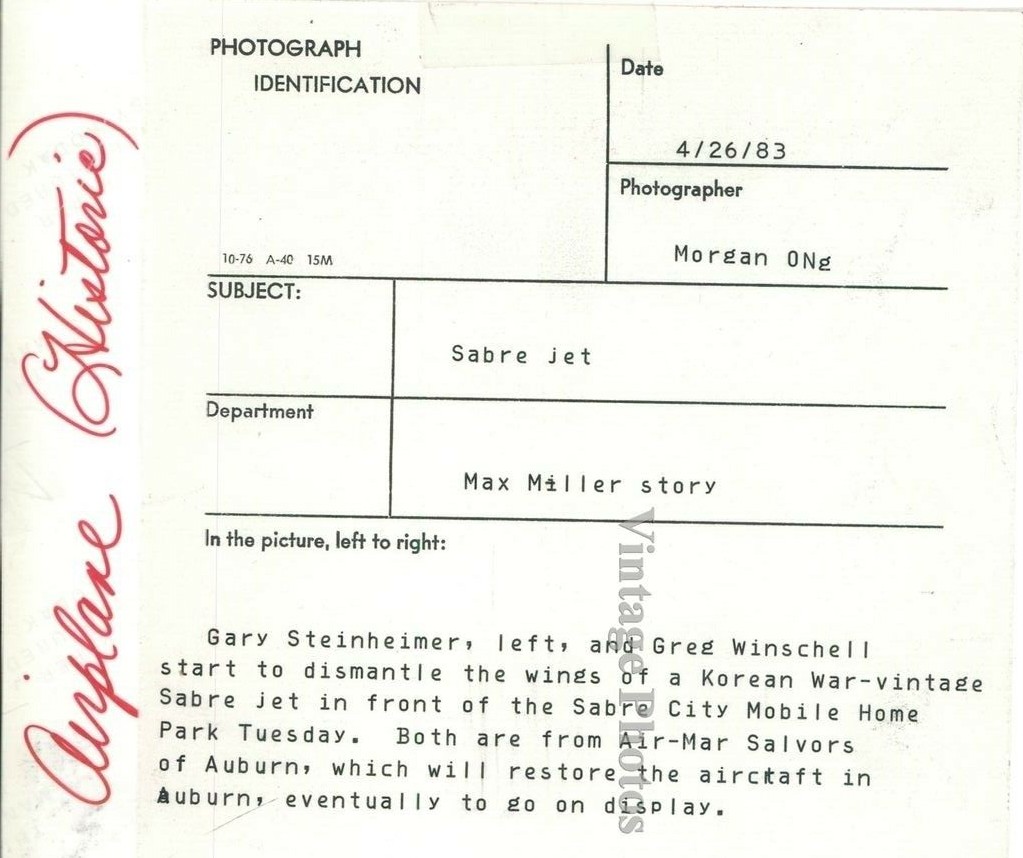 PHOTOGRAPH
IDENTIFICATION
Date
4/26/83
Photographer
Morgan ONg
10-76 A-40 15M
SUBJECT:
Sabre jet
Department
Max Miller story
In the picture, left to right:
Gary Steinheimer, left, and Greg Winschell
start to dismantle the wings of a Korean War-vintage
Sabre jet in front of the Sabre City Mobile Home
Park Tuesday. Both are from Air-Mar Salvors
of Auburn, which will restore the aircraft in
Auburn, eventually to go on display.
Airplane (Historic)
Vintage Photos